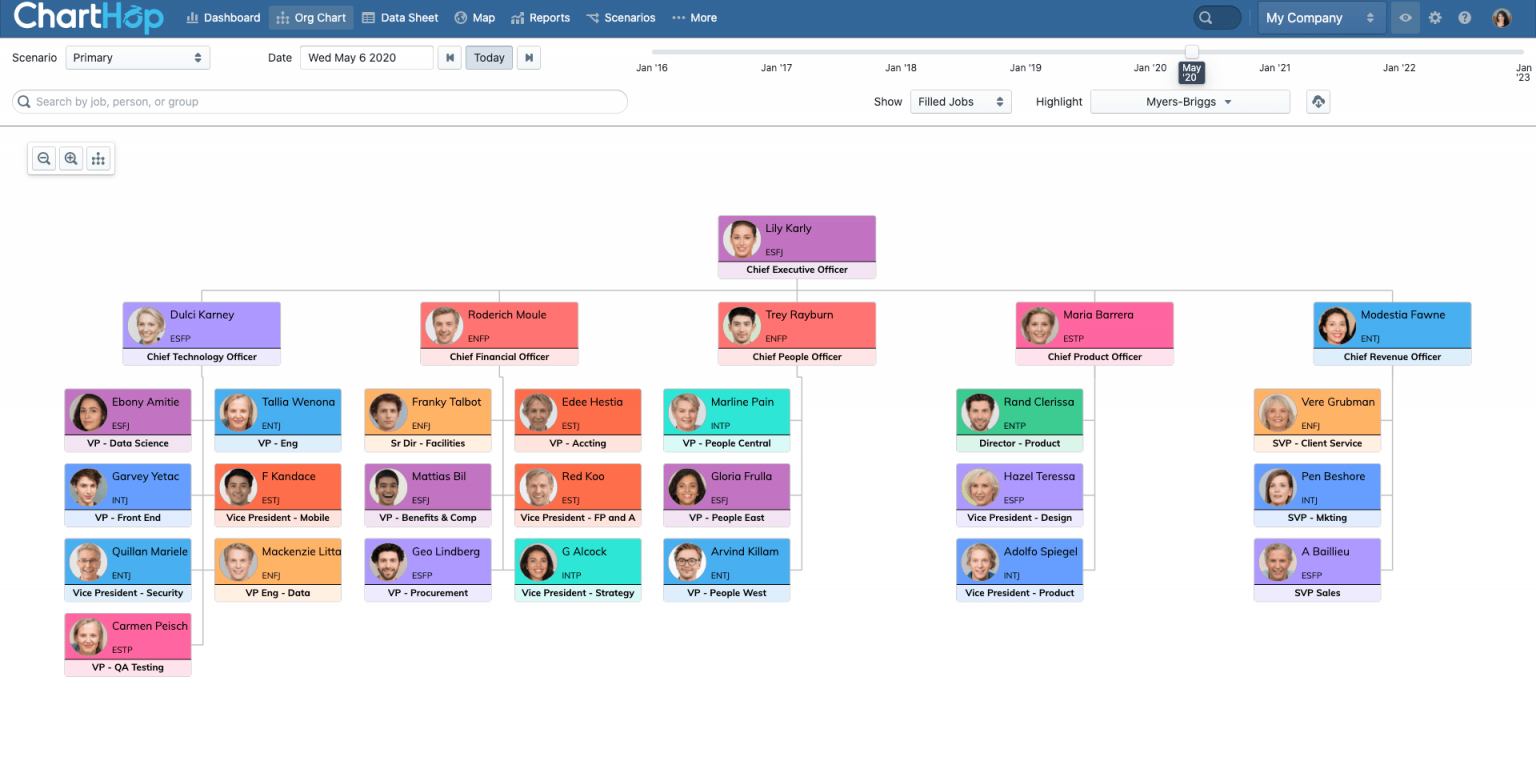 ChartHop Dashboard Org Chart Data Sheet Map Reports Scenarios More My Company
Scenario Primary Date Wed May 6 2020 Today
Jan '16 Jan '17 Jan '18 Jan '19 Jan '20 May '20 Jan '21 Jan '22 Jan '23
Search by job, person, or group Show Filled Jobs Highlight Myers-Briggs
Lily Karly
ESFJ
Chief Executive Officer
Dulci Karney
ESFP
Chief Technology Officer
Roderich Moule
ENFP
Chief Financial Officer
Trey Rayburn
ENFP
Chief People Officer
Maria Barrera
ESTP
Chief Product Officer
Modestia Fawne
ENTJ
Chief Revenue Officer
Ebony Amitie
ESFJ
VP - Data Science
Tallia Wenona
ENTJ
VP - Eng
Franky Talbot
ENFJ
Sr Dir - Facilities
Edee Hestia
ESTJ
VP - Accting
Marline Pain
INTP
VP - People Central
Rand Clerissa
ENTP
Director - Product
Vere Grubman
ENFJ
SVP - Client Service
Garvey Yetac
INTJ
VP - Front End
F Kandace
ESTJ
Vice President - Mobile
Mattias Bil
ESFJ
VP - Benefits & Comp
Red Koo
ESTJ
Vice President - FP and A
Gloria Frulla
ESFJ
VP - People East
Hazel Teressa
ESFP
Vice President - Design
Pen Beshore
INTJ
SVP - Mkting
Quillan Mariele
ENTJ
Vice President - Security
Mackenzie Litta
ENFJ
VP Eng - Data
Geo Lindberg
ESFP
VP - Procurement
G Alcock
INTP
Vice President - Strategy
Arvind Killam
ENTJ
VP - People West
Adolfo Spiegel
INTJ
Vice President - Product
A Baillieu
ESFP
SVP Sales
Carmen Peisch
ESTP
VP - QA Testing